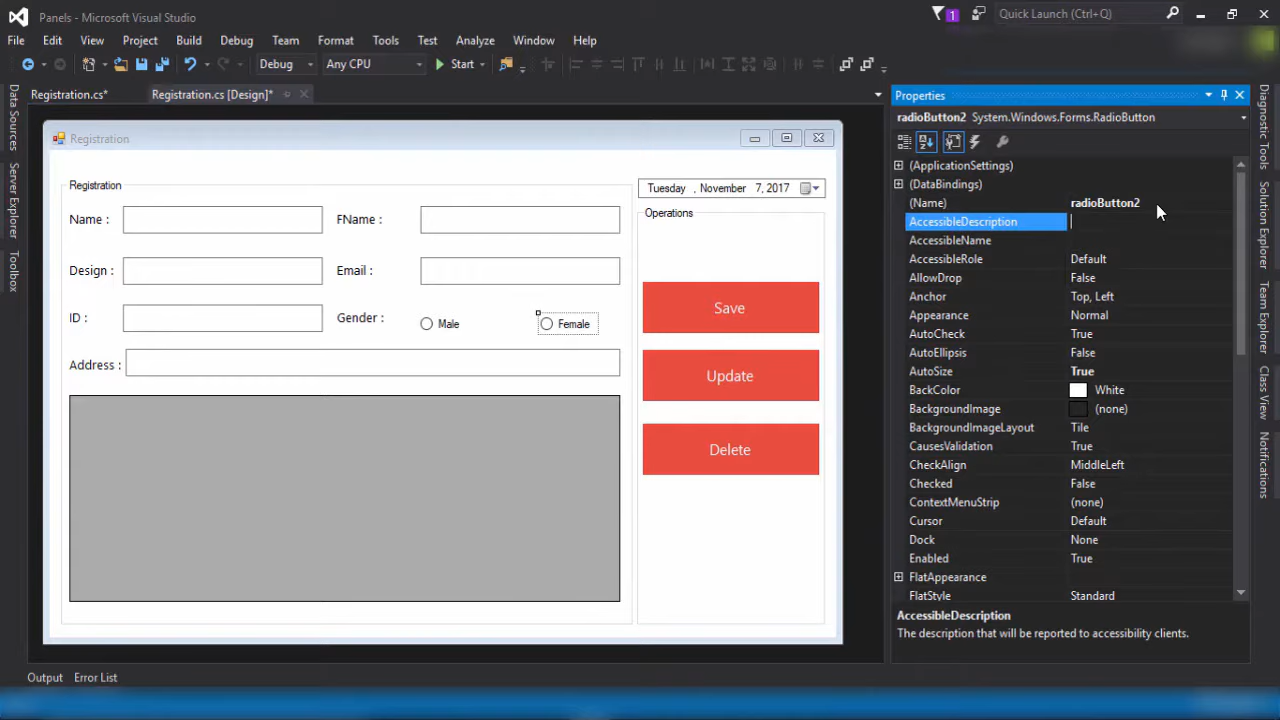 Panels - Microsoft Visual Studio
1
Quick Launch (Ctrl+Q)
File Edit View Project Build Debug Team Format Tools Test Analyze Window Help
Debug Any CPU Start
Registration.cs* Registration.cs [Design]*
Data Sources
Server Explorer
Toolbox
Registration
Registration
Name :
FName :
Design :
Email :
ID :
Gender :
Male
Female
Address :
Tuesday , November 7, 2017
Operations
Save
Update
Delete
Properties
radioButton2 System.Windows.Forms.RadioButton
(ApplicationSettings)
(DataBindings)
(Name) radioButton2
AccessibleDescription
AccessibleName
AccessibleRole Default
AllowDrop False
Anchor Top, Left
Appearance Normal
AutoCheck True
AutoEllipsis False
AutoSize True
BackColor White
BackgroundImage (none)
BackgroundImageLayout Tile
CausesValidation True
CheckAlign MiddleLeft
Checked False
ContextMenuStrip (none)
Cursor Default
Dock None
Enabled True
FlatAppearance
FlatStyle Standard
AccessibleDescription
The description that will be reported to accessibility clients.
Diagnostic Tools
Solution Explorer
Team Explorer
Class View
Notifications
Output Error List